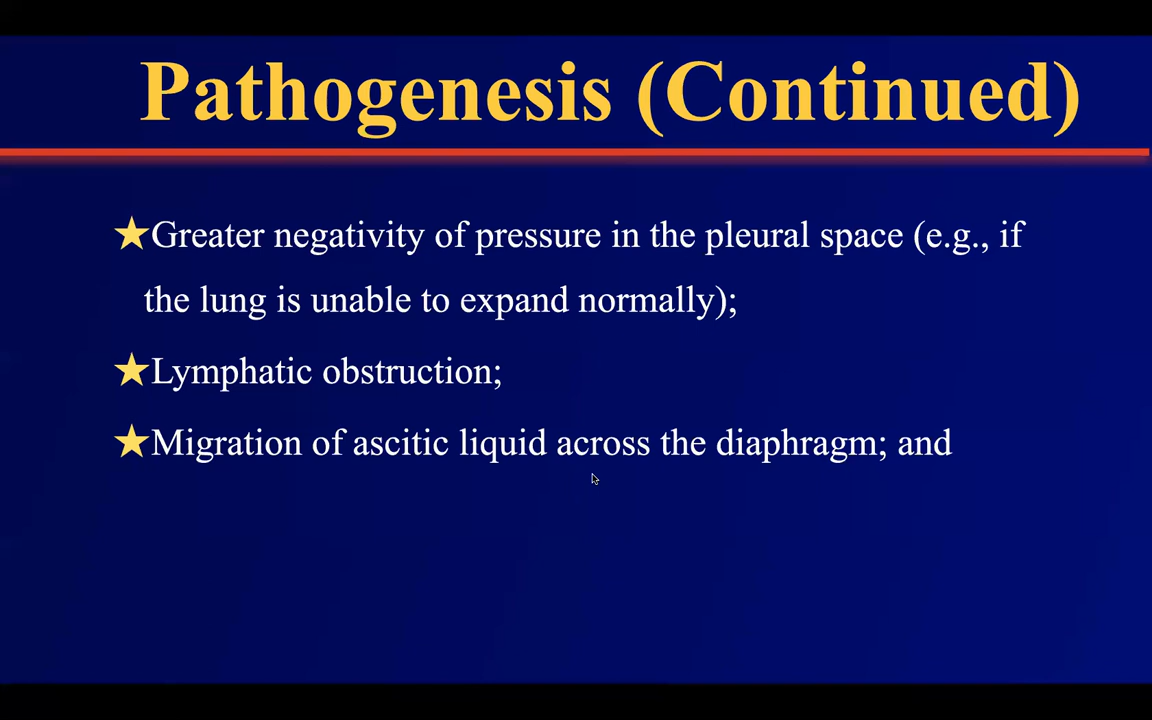 Pathogenesis (Continued)
★Greater negativity of pressure in the pleural space (e.g., if
the lung is unable to expand normally);
★Lymphatic obstruction;
★Migration of ascitic liquid across the diaphragm; and